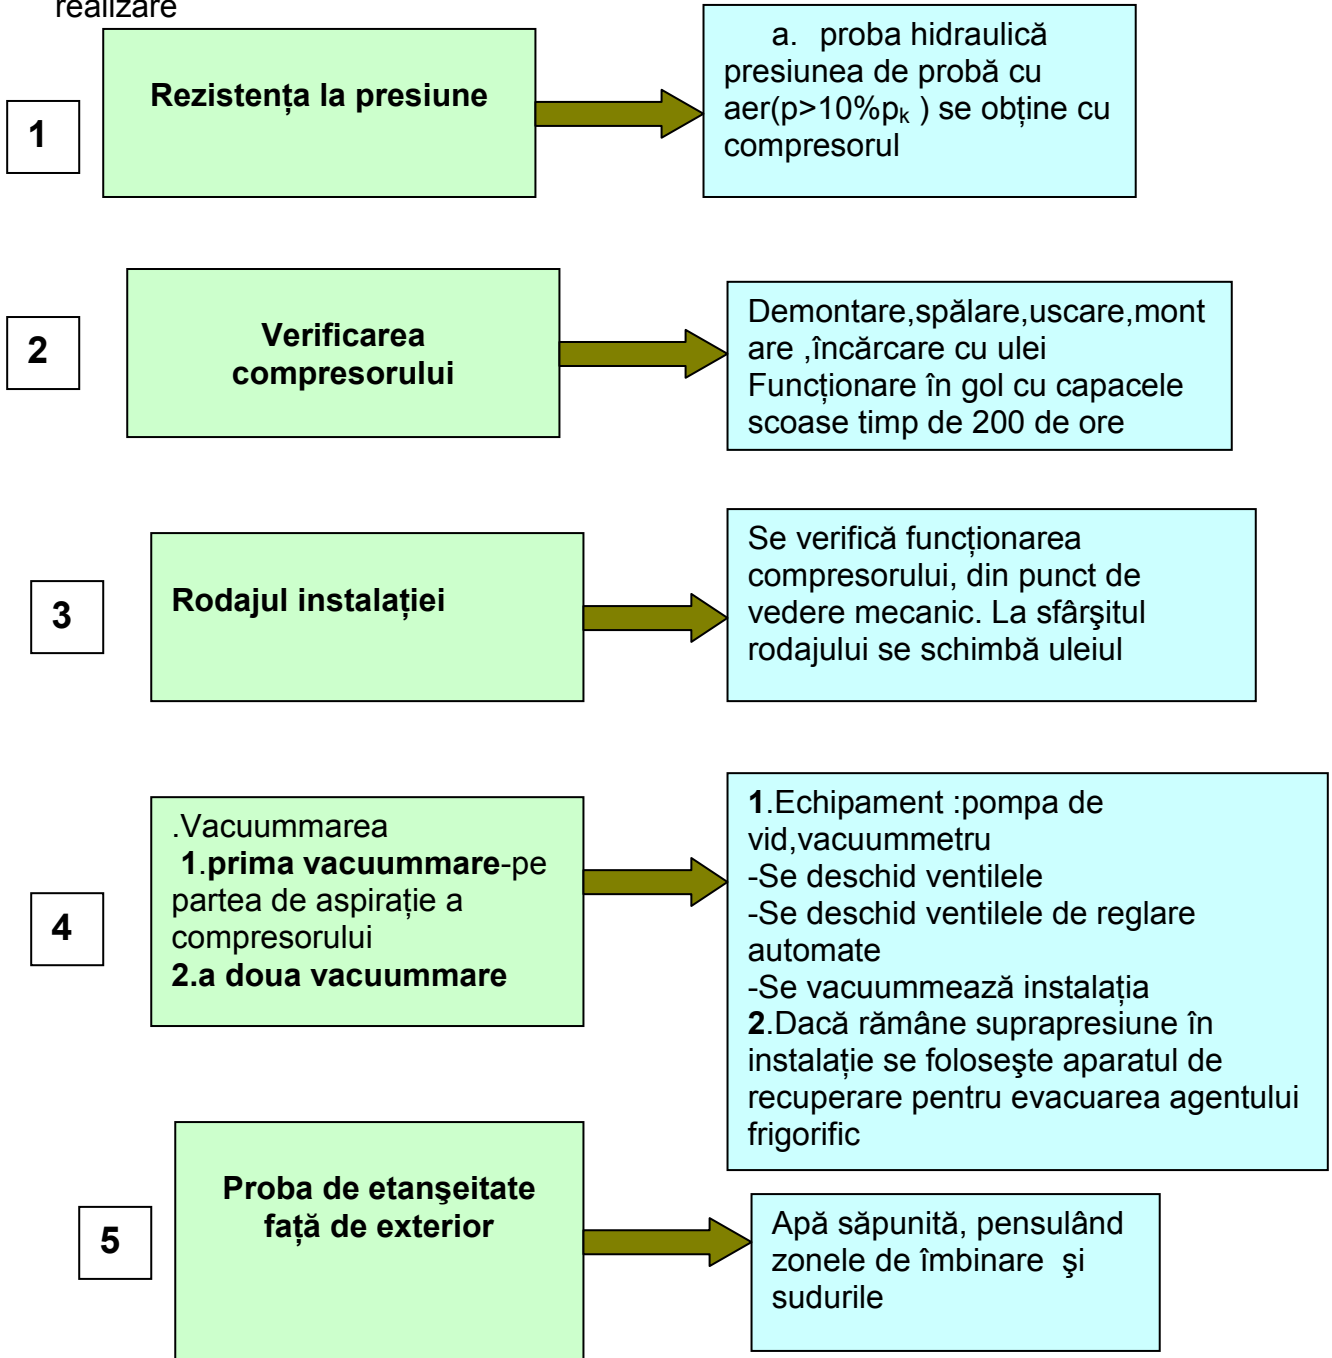 realizare
1
Rezistența la presiune
a. proba hidraulică
presiunea de probă cu
aer(p>10%pₖ ) se obține cu
compresorul
2
Verificarea
compresorului
Demontare,spălare,uscare,mont
are ,încărcare cu ulei
Funcționare în gol cu capacele
scoase timp de 200 de ore
3
Rodajul instalației
Se verifică funcționarea
compresorului, din punct de
vedere mecanic. La sfârşitul
rodajului se schimbă uleiul
4
.Vacuummarea
1.prima vacuummare-pe
partea de aspirație a
compresorului
2.a doua vacuummare
1.Echipament :pompa de
vid,vacuummetru
-Se deschid ventilele
-Se deschid ventilele de reglare
automate
-Se vacuummează instalația
2.Dacă rămâne suprapresiune în
instalație se foloseşte aparatul de
recuperare pentru evacuarea agentului
frigorific
5
Proba de etanşeitate
față de exterior
Apă săpunită, pensulând
zonele de îmbinare şi
sudurile